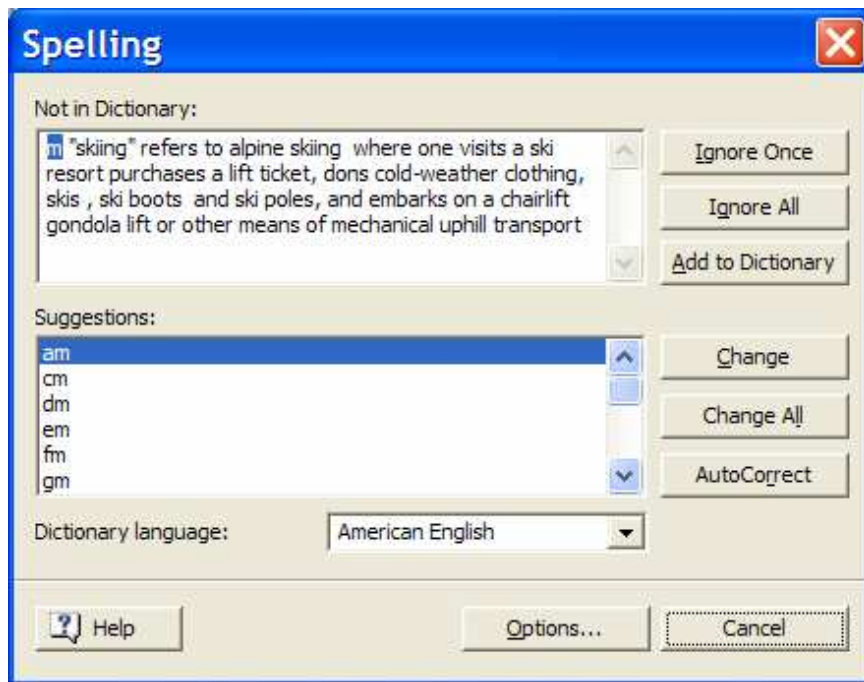 Spelling
Not in Dictionary:
m "skiing" refers to alpine skiing  where one visits a ski
resort purchases a lift ticket, dons cold-weather clothing,
skis , ski boots  and ski poles, and embarks on a chairlift
gondola lift or other means of mechanical uphill transport
Ignore Once
Ignore All
Add to Dictionary
Suggestions:
am
cm
dm
em
fm
gm
Change
Change All
AutoCorrect
Dictionary language:
American English
Help
Options...
Cancel